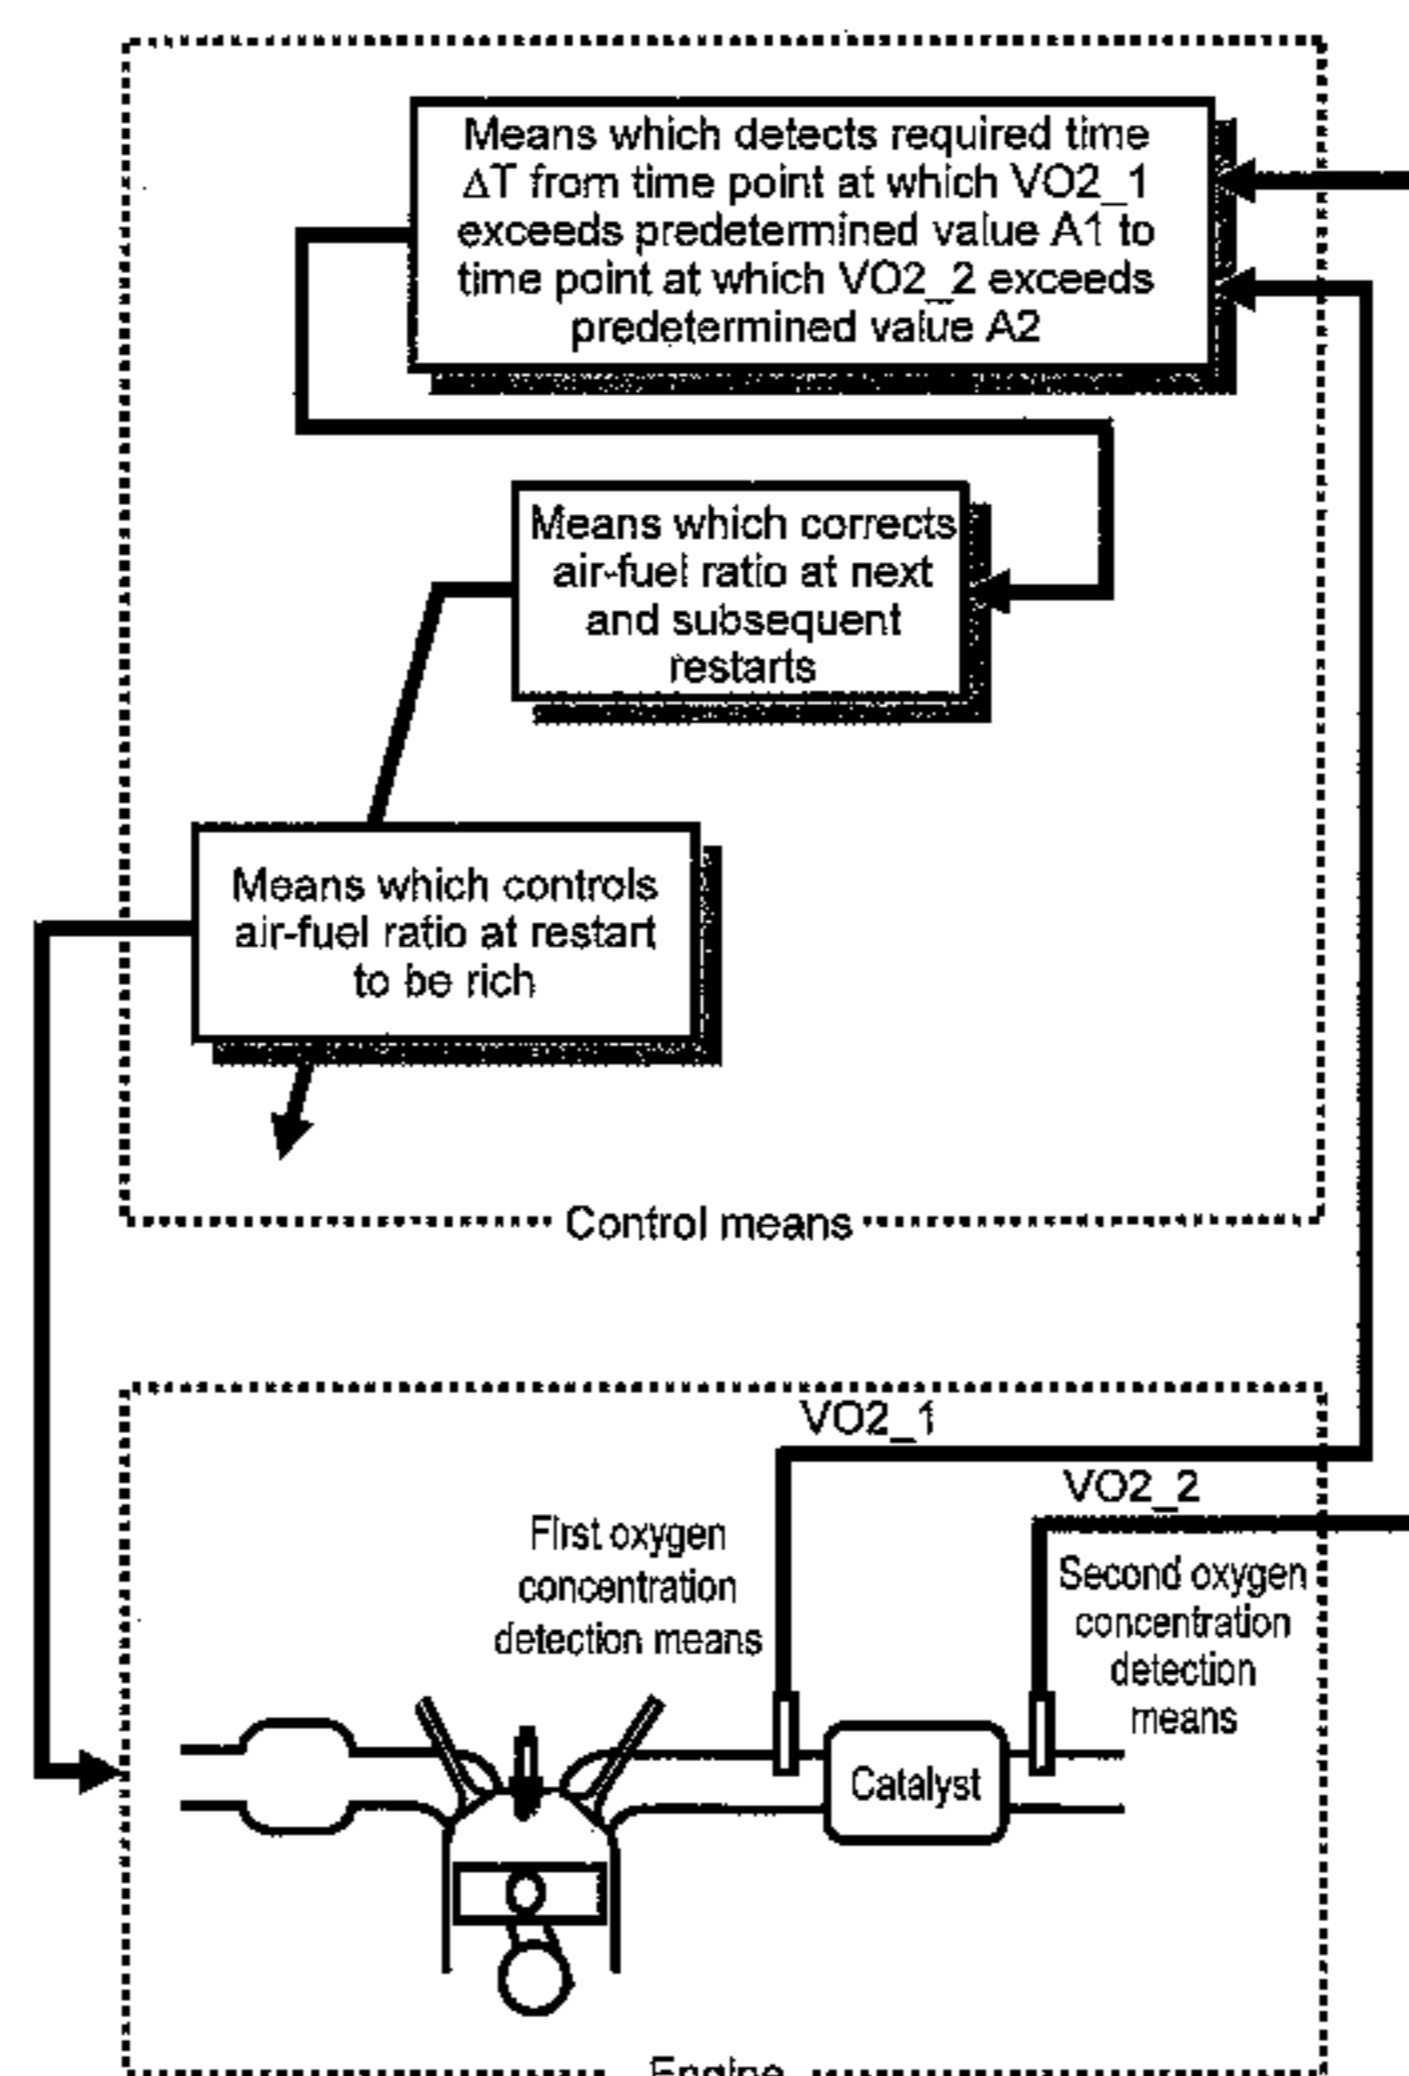 Means which detects required time
ΔT from time point at which VO2_1
exceeds predetermined value A1 to
time point at which VO2_2 exceeds
predetermined value A2
Means which corrects
air-fuel ratio at next
and subsequent
restarts
Means which controls
air-fuel ratio at restart
to be rich
Control means
VO2_1
VO2_2
First oxygen
concentration
detection means
Second oxygen
concentration
detection
means
Catalyst
Engine